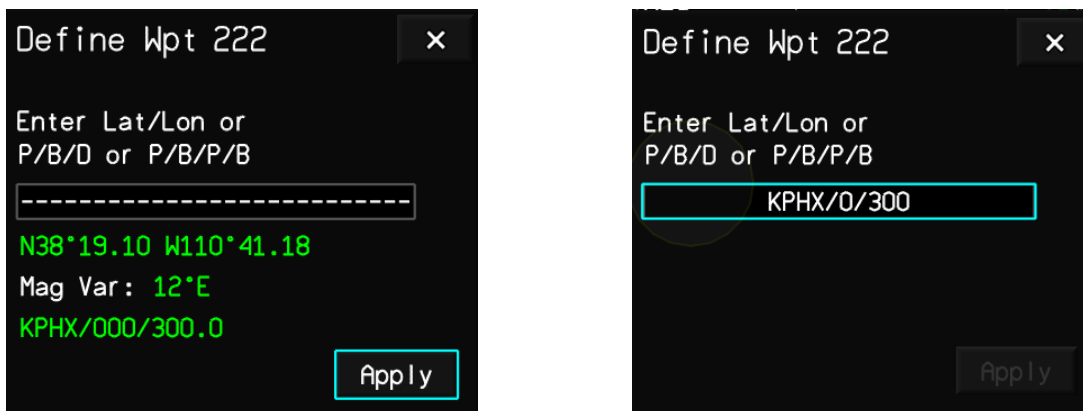 Define Wpt 222 ×
Enter Lat/Lon or
P/B/D or P/B/P/B
---------------------------
N38°19.10 W110°41.18
Mag Var: 12°E
KPHX/000/300.0
Apply
Define Wpt 222 ×
Enter Lat/Lon or
P/B/D or P/B/P/B
KPHX/0/300
Apply